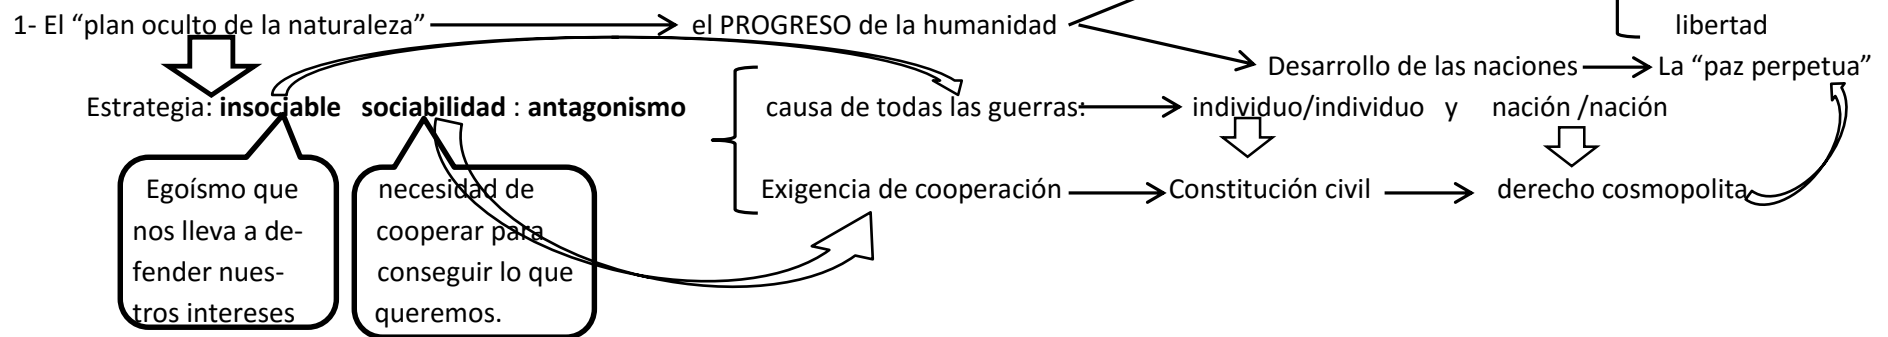 1- El “plan oculto de la naturaleza” el PROGRESO de la humanidad libertad
Desarrollo de las naciones La “paz perpetua”
Estrategia: insociable sociabilidad : antagonismo causa de todas las guerras: individuo/individuo y nación /nación
Exigencia de cooperación Constitución civil derecho cosmopolita
Egoísmo que
nos lleva a de-
fender nues-
tros intereses
necesidad de
cooperar para
conseguir lo que
queremos.